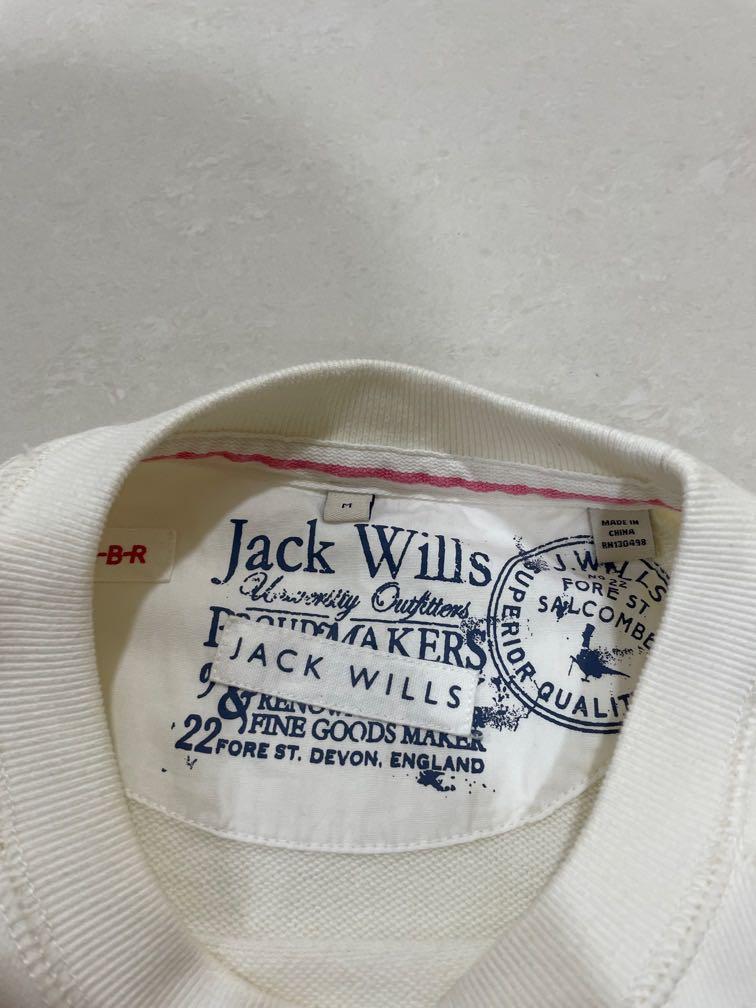 M
MADE IN
CHINA
RN130498
-B-R
Jack Wills
University Outfitters
MAKERS
JACK WILLS
&
FINE GOODS MAKER
22 FORE ST. DEVON, ENGLAND
J. WILLS
No 22
FORE ST
SALCOMBE
SUPERIOR QUALIT